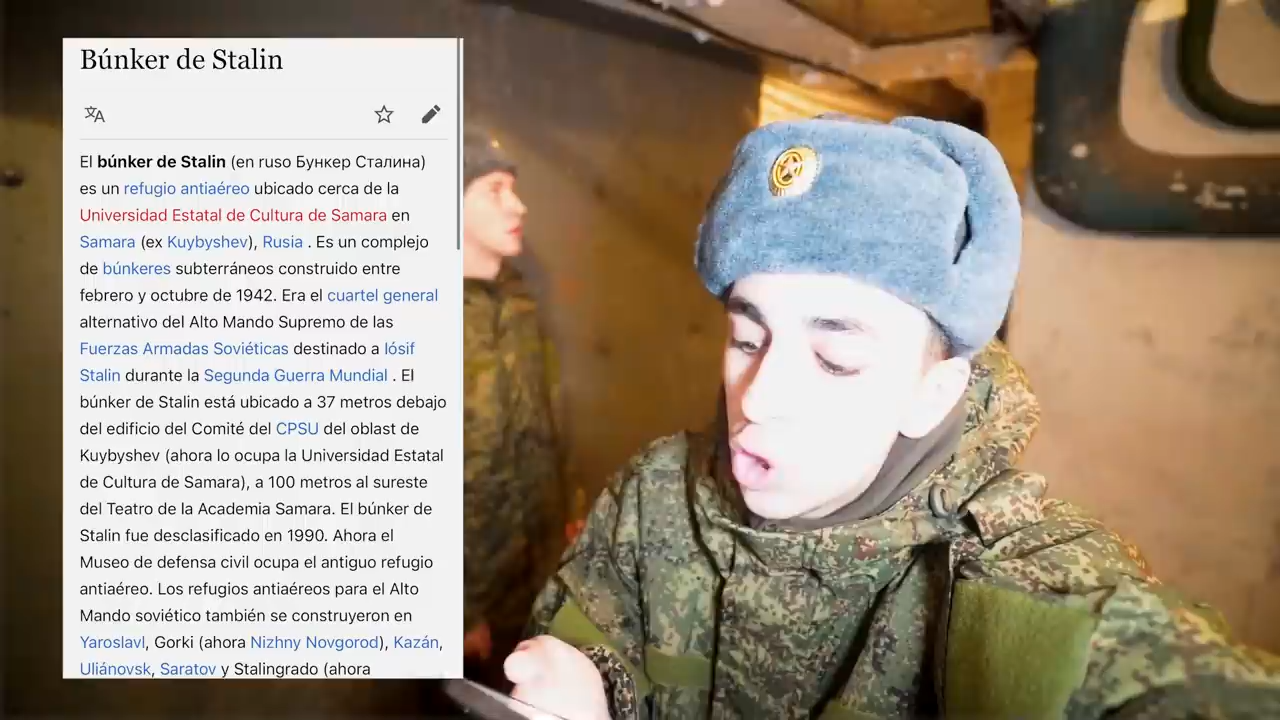 Búnker de Stalin
El búnker de Stalin (en ruso Бункер Сталина)
es un refugio antiaéreo ubicado cerca de la
Universidad Estatal de Cultura de Samara en
Samara (ex Kuybyshev), Rusia . Es un complejo
de búnkeres subterráneos construido entre
febrero y octubre de 1942. Era el cuartel general
alternativo del Alto Mando Supremo de las
Fuerzas Armadas Soviéticas destinado a Iósif
Stalin durante la Segunda Guerra Mundial . El
búnker de Stalin está ubicado a 37 metros debajo
del edificio del Comité del CPSU del oblast de
Kuybyshev (ahora lo ocupa la Universidad Estatal
de Cultura de Samara), a 100 metros al sureste
del Teatro de la Academia Samara. El búnker de
Stalin fue desclasificado en 1990. Ahora el
Museo de defensa civil ocupa el antiguo refugio
antiaéreo. Los refugios antiaéreos para el Alto
Mando soviético también se construyeron en
Yaroslavl, Gorki (ahora Nizhny Novgorod), Kazán,
Uliánovsk, Saratov y Stalingrado (ahora